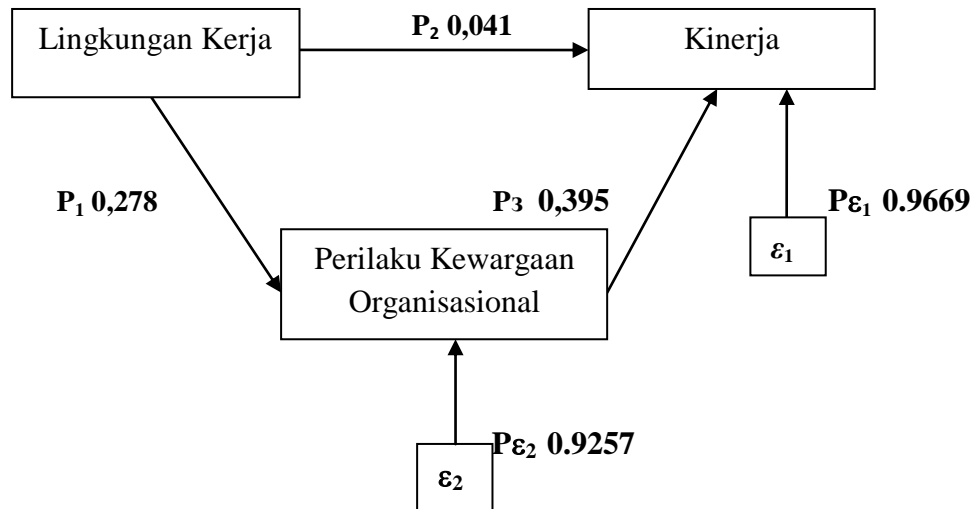 Lingkungan Kerja
P₂ 0,041
Kinerja
P₁ 0,278
P₃ 0,395
Pε₁ 0.9669
ε₁
Perilaku Kewargaan
Organisasional
Pε₂ 0.9257
ε₂